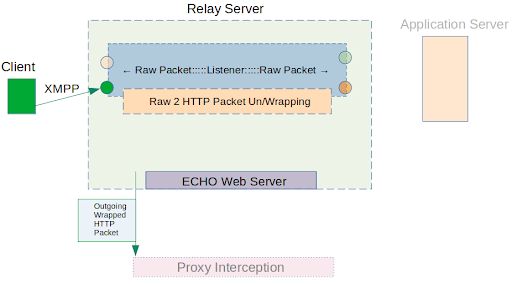 Relay Server
Application Server
Client
XMPP
← Raw Packet:::::Listener:::::Raw Packet →
Raw 2 HTTP Packet Un/Wrapping
ECHO Web Server
Outgoing
Wrapped
HTTP
Packet
Proxy Interception